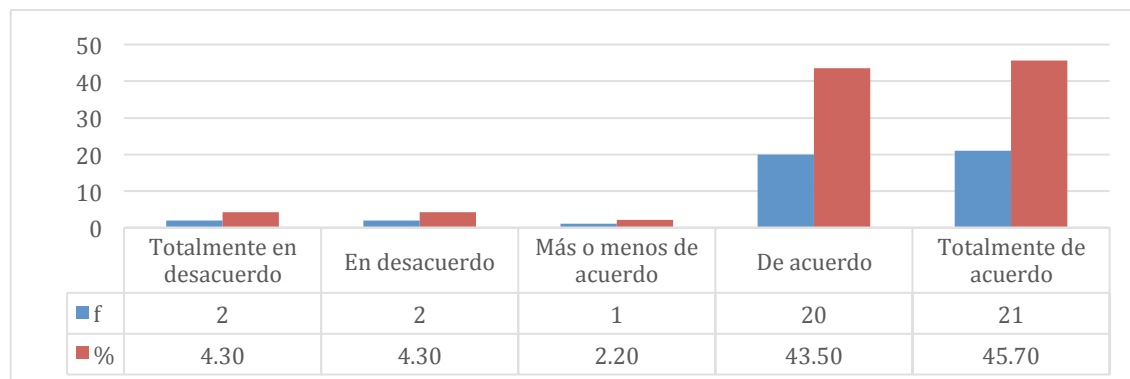 50
40
30
20
10
0
Totalmente en
desacuerdo
En desacuerdo
Más o menos de
acuerdo
De acuerdo
Totalmente de
acuerdo
f 2 2 1 20 21
% 4.30 4.30 2.20 43.50 45.70